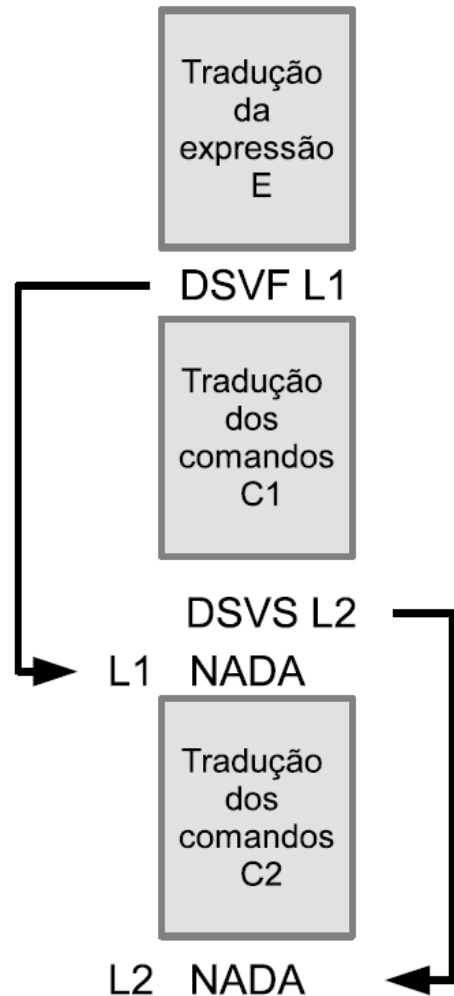 Tradução
da
expressão
E
DSVF L1
Tradução
dos
comandos
C1
DSVS L2
L1 NADA
Tradução
dos
comandos
C2
L2 NADA